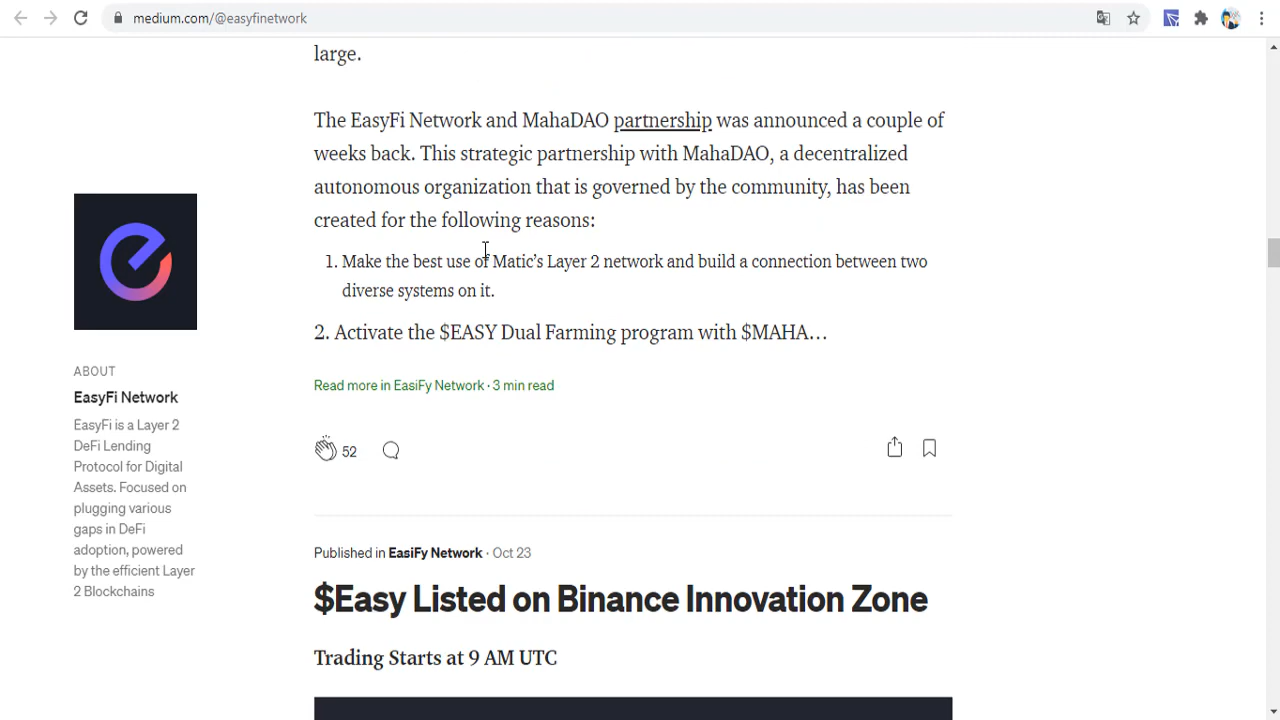 medium.com/@easyfinetwork
large.
The EasyFi Network and MahaDAO partnership was announced a couple of
weeks back. This strategic partnership with MahaDAO, a decentralized
autonomous organization that is governed by the community, has been
created for the following reasons:
1. Make the best use of Matic's Layer 2 network and build a connection between two
diverse systems on it.
2. Activate the $EASY Dual Farming program with $MAHA…
Read more in EasiFy Network · 3 min read
52
ABOUT
EasyFi Network
EasyFi is a Layer 2
DeFi Lending
Protocol for Digital
Assets. Focused on
plugging various
gaps in DeFi
adoption, powered
by the efficient Layer
2 Blockchains
Published in EasiFy Network · Oct 23
$Easy Listed on Binance Innovation Zone
Trading Starts at 9 AM UTC